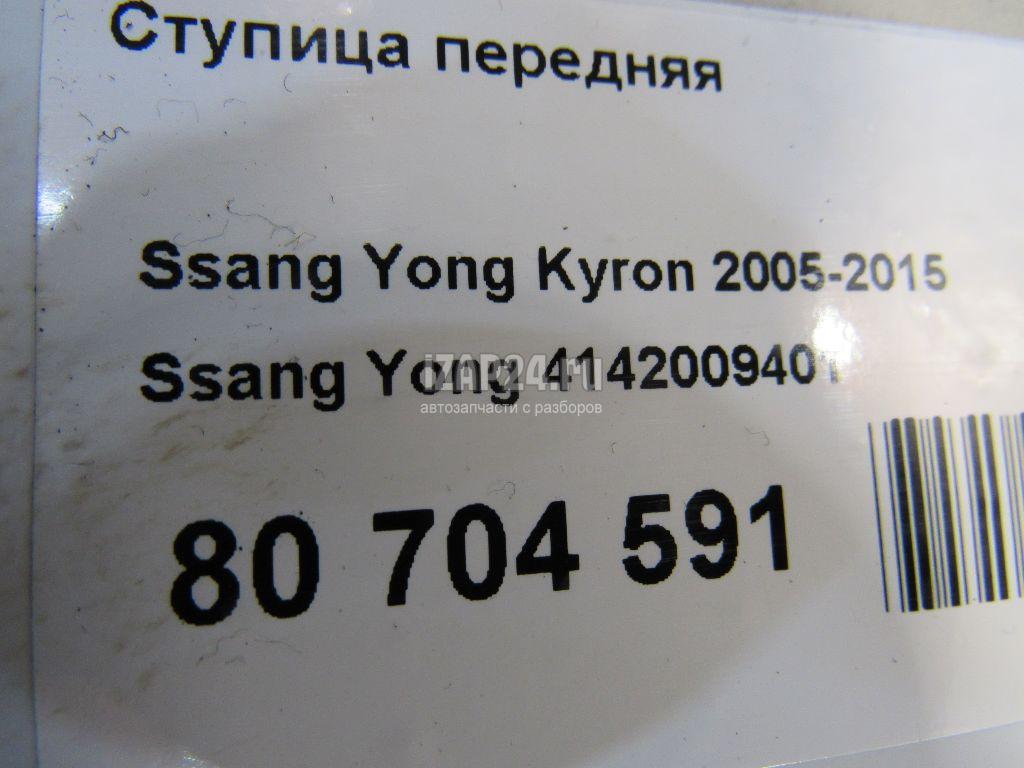 Ступица передняя
Ssang Yong Kyron 2005-2015
Ssang Yong 4142009401
iZAP24.ru
автозапчасти с разборов
80 704 591